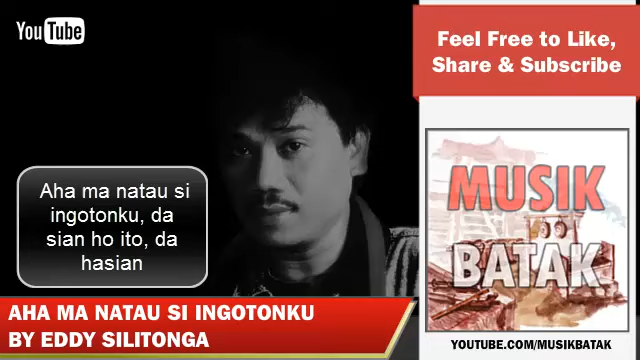 YouTube
Feel Free to Like,
Share & Subscribe
Aha ma natau si
ingotonku, da
sian ho ito, da
hasian
MUSIK
BATAK
AHA MA NATAU SI INGOTONKU
BY EDDY SILITONGA
YOUTUBE.COM/MUSIKBATAK